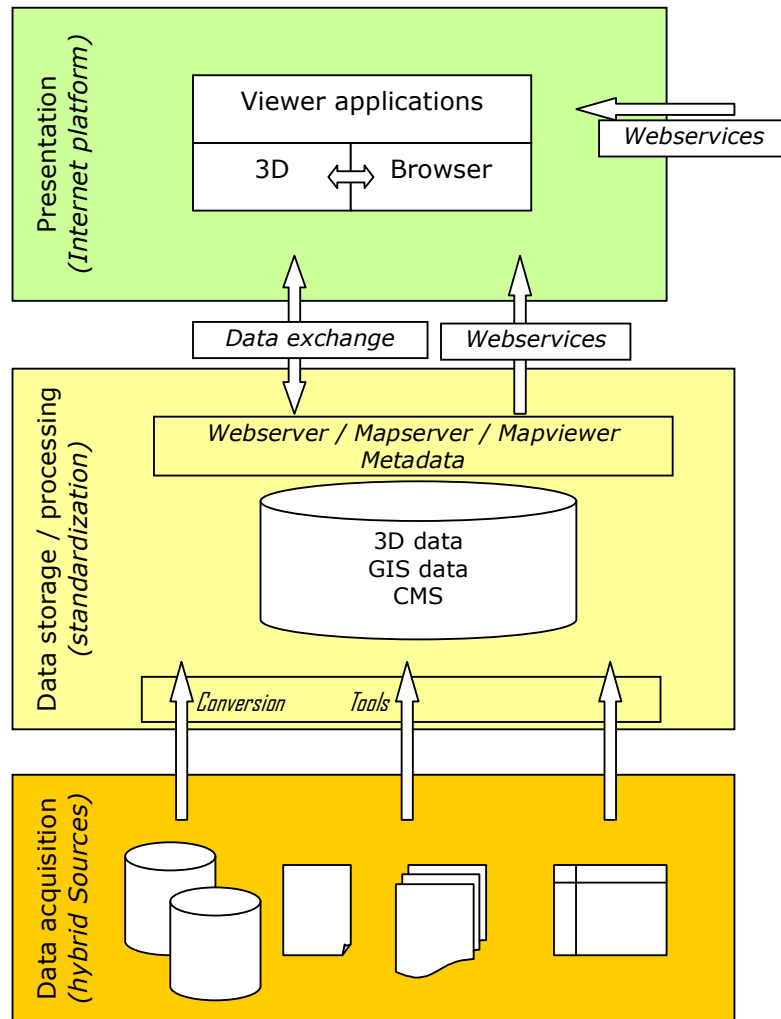 Presentation
(Internet platform)
Viewer applications
3D
Browser
Webservices
Data exchange
Webservices
Data storage / processing
(standardization)
Webserver / Mapserver / Mapviewer
Metadata
3D data
GIS data
CMS
Conversion Tools
Data acquisition
(hybrid Sources)